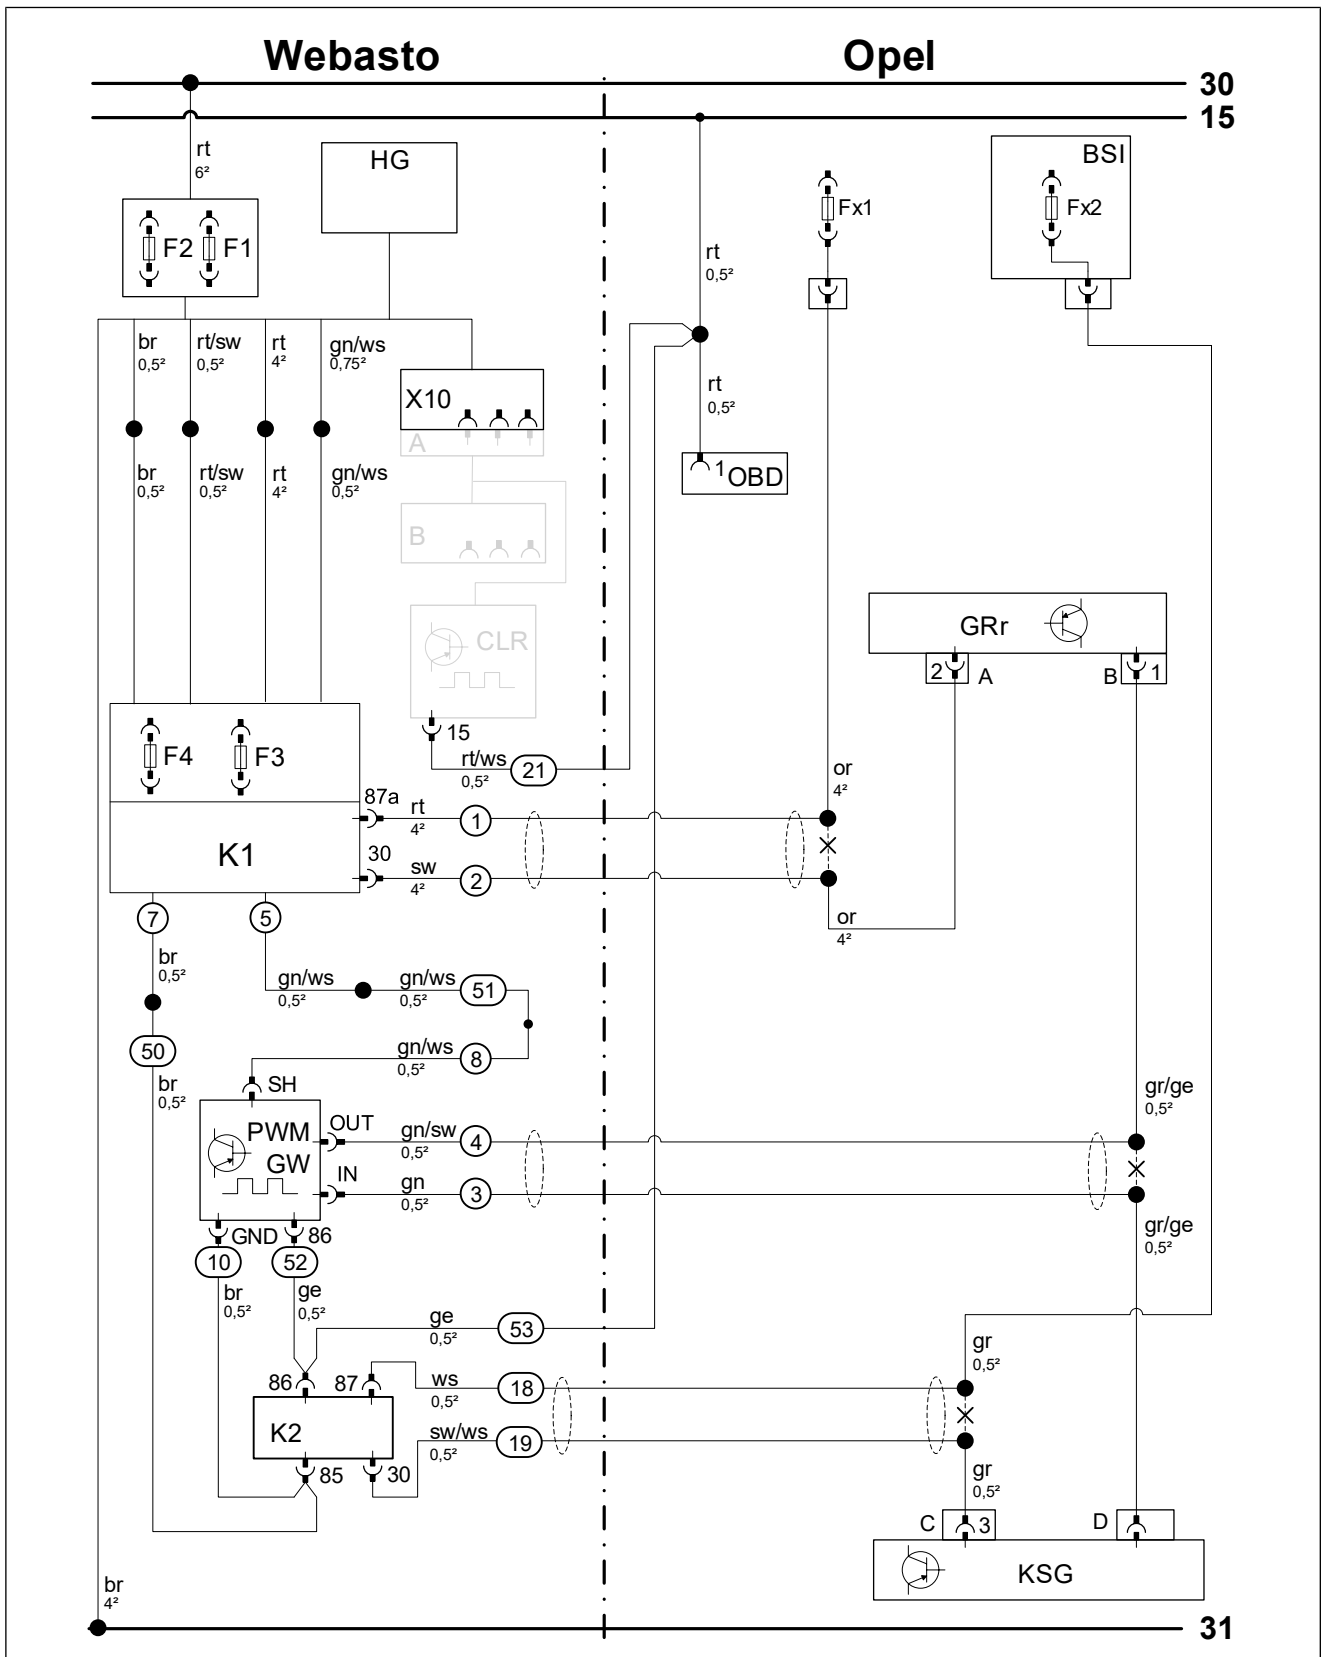 Webasto
Opel
30
15
rt
6²
HG
BSI
Fx1
Fx2
F2
F1
rt
0,5²
br
0,5²
rt/sw
0,5²
rt
4²
gn/ws
0,75²
X10
A
rt
0,5²
1
OBD
br
0,5²
rt/sw
0,5²
rt
4²
gn/ws
0,5²
B
CLR
GRr
2
A
B
1
15
rt/ws
0,5²
21
F4
F3
87a
rt
4²
1
or
4²
K1
30
sw
4²
2
7
5
or
4²
br
0,5²
gn/ws
0,5²
gn/ws
0,5²
51
50
gn/ws
0,5²
8
br
0,5²
SH
gr/ge
0,5²
PWM
GW
OUT
gn/sw
0,5²
4
IN
gn
0,5²
3
GND
86
gr/ge
0,5²
10
52
br
0,5²
ge
0,5²
ge
0,5²
53
gr
0,5²
86
87
ws
0,5²
18
K2
sw/ws
0,5²
19
85
30
gr
0,5²
C
3
D
KSG
br
4²
31